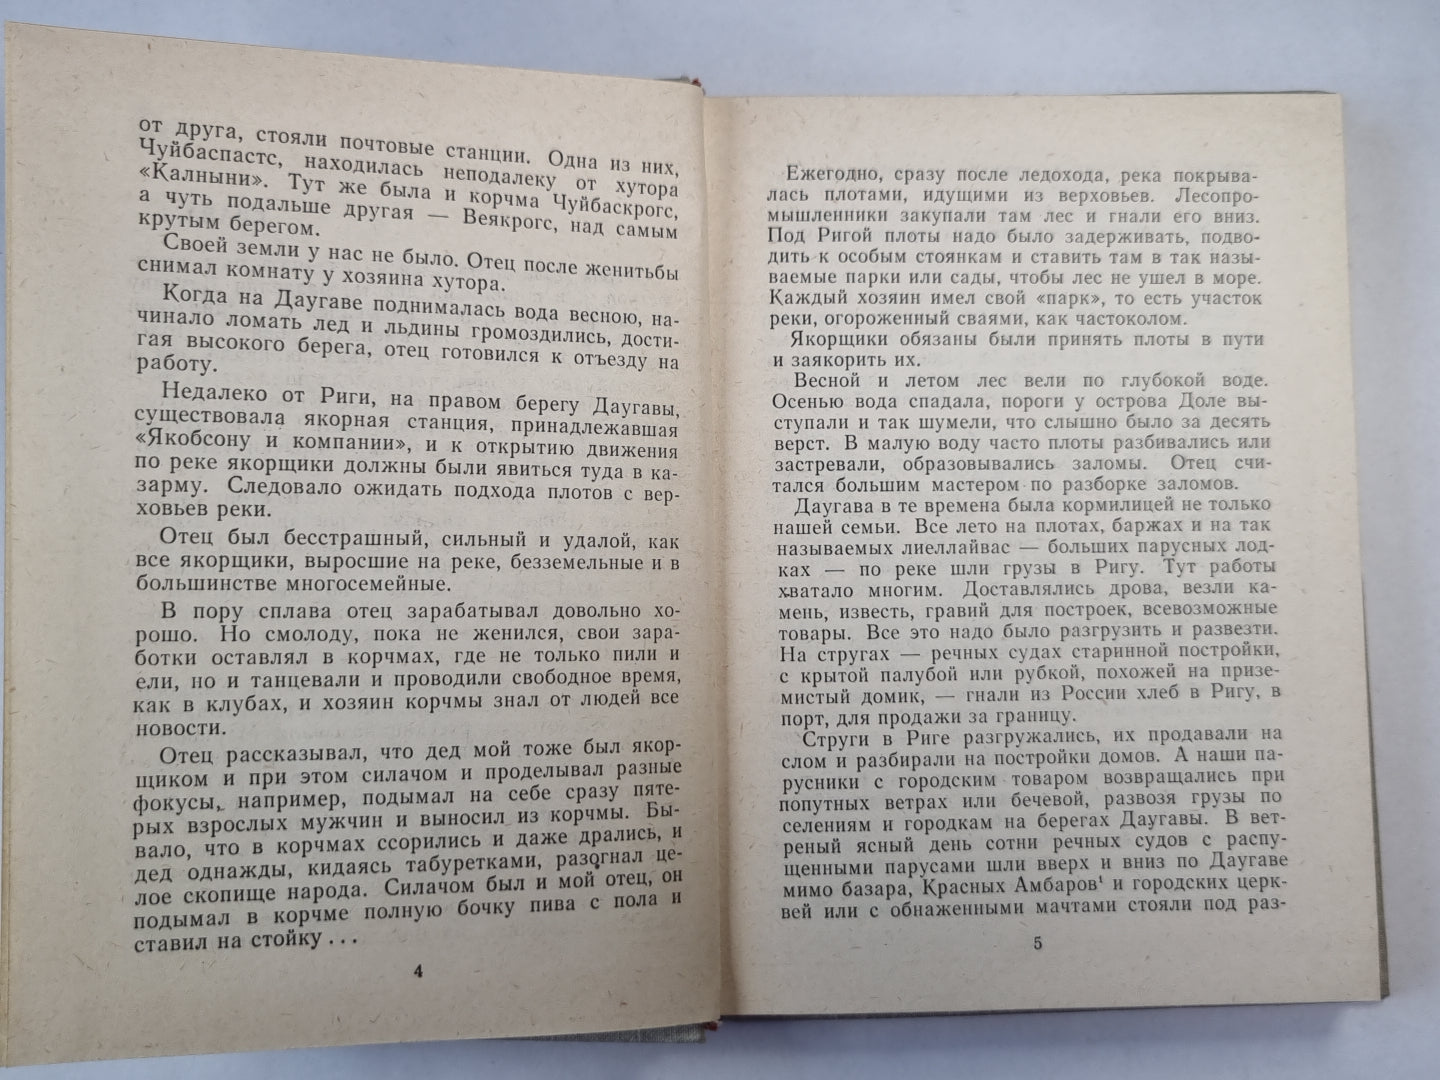 от друга, стояли почтовые станции. Одна из них,
Чуйбаспастс, находилась неподалеку от хутора
«Калныни». Тут же была и корчма Чуйбаскрогс,
а чуть подальше другая — Веякрогс, над самым
крутым берегом.
Своей земли у нас не было. Отец после женитьбы
снимал комнату у хозяина хутора.
Когда на Даугаве поднималась вода весною, на-
чинало ломать лед и льдины громоздились, дости-
гая высокого берега, отец готовился к отъезду на
работу.
Недалеко от Риги, на правом берегу Даугавы,
существовала якорная станция, принадлежавшая
«Якобсону и компании», и к открытию движения
по реке якорщики должны были явиться туда в ка-
зарму. Следовало ожидать подхода плотов с вер-
ховьев реки.
Отец был бесстрашный, сильный и удалой, как
все якорщики, выросшие на реке, безземельные и в
большинстве многосемейные.
В пору сплава отец зарабатывал довольно хо-
рошо. Но смолоду, пока не женился, свои зара-
ботки оставлял в корчмах, где не только пили и
ели, но и танцевали и проводили свободное время,
как в клубах, и хозяин корчмы знал от людей все
новости.
Отец рассказывал, что дед мой тоже был якор-
щиком и при этом силачом и проделывал разные
фокусы, например, подымал на себе сразу пяте-
рых взрослых мужчин и выносил из корчмы. Бы-
вало, что в корчмах ссорились и даже дрались, и
дед однажды, кидаясь табуретками, разогнал це-
лое скопище народа. Силачом был и мой отец, он
подымал в корчме полную бочку пива с пола и
ставил на стойку...
4
Ежегодно, сразу после ледохода, река покрыва-
лась плотами, идущими из верховьев. Лесопро-
мышленники закупали там лес и гнали его вниз.
Под Ригой плоты надо было задерживать, подво-
дить к особым стоянкам и ставить там в так назы-
ваемые парки или сады, чтобы лес не ушел в море.
Каждый хозяин имел свой «парк», то есть участок
реки, огороженный сваями, как частоколом.
Якорщики обязаны были принять плоты в пути
и заякорить их.
Весной и летом лес вели по глубокой воде.
Осенью вода спадала, пороги у острова Доле вы-
ступали и так шумели, что слышно было за десять
верст. В малую воду часто плоты разбивались или
застревали, образовывались заломы. Отец счи-
тался большим мастером по разборке заломов.
Даугава в те времена была кормилицей не только
нашей семьи. Все лето на плотах, баржах и на так
называемых лиеллайвас — больших парусных лод-
ках — по реке шли грузы в Ригу. Тут работы
хватало многим. Доставлялись дрова, везли ка-
мень, известь, гравий для построек, всевозможные
товары. Все это надо было разгрузить и развезти.
На стругах — речных судах старинной постройки,
с крытой палубой или рубкой, похожей на призе-
мистый домик, — гнали из России хлеб в Ригу, в
порт, для продажи за границу.
Струги в Риге разгружались, их продавали на
слом и разбирали на постройки домов. А наши па-
русники с городским товаром возвращались при
попутных ветрах или бечевой, развозя грузы по
селениям и городкам на берегах Даугавы. В вет-
реный ясный день сотни речных судов с распу-
щенными парусами шли вверх и вниз по Даугаве
мимо базара, Красных Амбаров¹ и городских церк-
вей или с обнаженными мачтами стояли под раз-
5